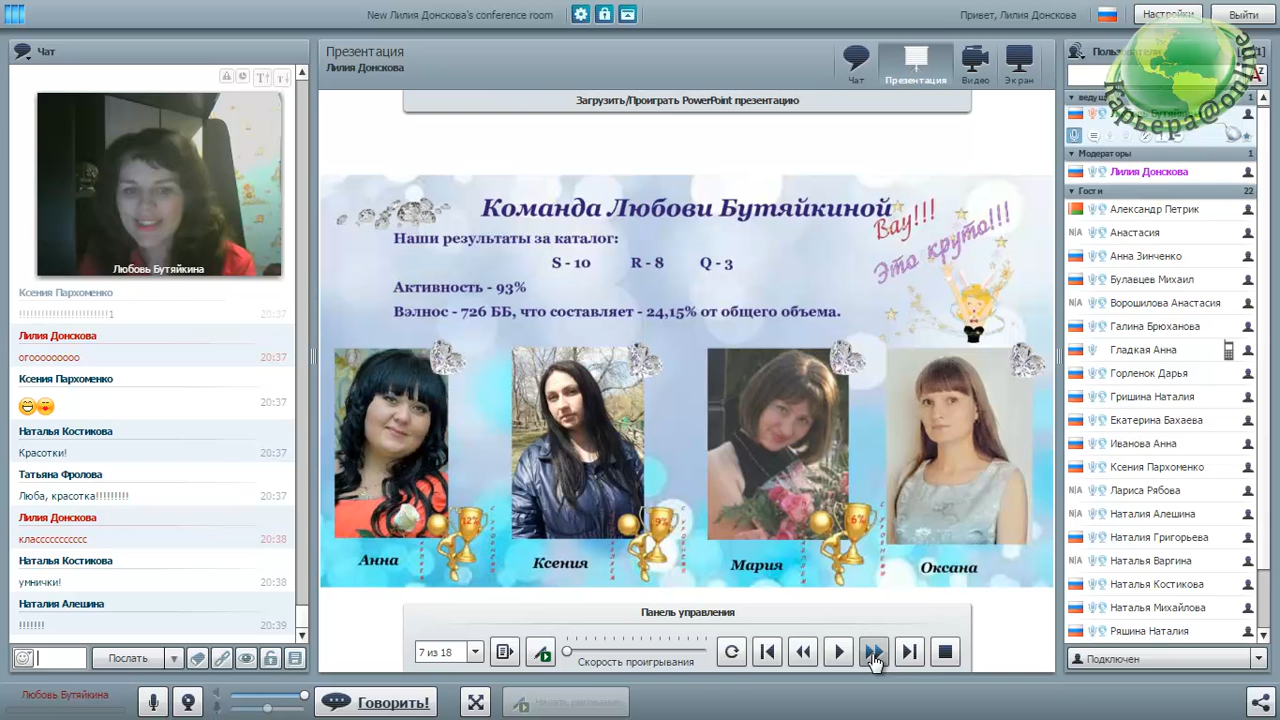 New Лилия Донскова's conference room
Привет, Лилия Донскова
Настройки
Выйти
Чат
Любовь Бутяйкина
Ксения Пархоменко
!!!!!!!!!!!!!!!!!!!!!!!!1 20:37
Лилия Донскова
огооооооооо 20:37
Ксения Пархоменко
20:37
Наталья Костикова
Красотки! 20:37
Татьяна Фролова
Люба, красотка!!!!!!!!! 20:37
Лилия Донскова
классссссссссс 20:38
Наталья Костикова
умнички! 20:38
Наталия Алешина
!!!!!!! 20:39
Послать
Презентация
Лилия Донскова
Чат
Презентация
Видео
Экран
Загрузить/Проиграть PowerPoint презентацию
Команда Любови Бутяйкиной
Вау!!!
Это круто!!!
Наши результаты за каталог:
S - 10 R - 8 Q - 3
Активность - 93%
Вэлнос - 726 ББ, что составляет - 24,15% от общего объема.
12%
9%
6%
Анна
Ксения
Мария
Оксана
Панель управления
7 из 18
Скорость проигрывания
Пользователи
карьера@online
Модераторы 1
Лилия Донскова
Гости 22
Александр Петрик
N/A Анастасия
Анна Зинченко
Булавцев Михаил
N/A Ворошилова Анастасия
Галина Брюханова
Гладкая Анна
Горленок Дарья
Гришина Наталия
Екатерина Бахаева
Иванова Анна
Ксения Пархоменко
N/A Лариса Рябова
N/A Наталия Алешина
Наталия Григорьева
N/A Наталья Варгина
Наталья Костикова
Наталья Михайлова
Ряшина Наталия
Подключен
Любовь Бутяйкина
Говорить!